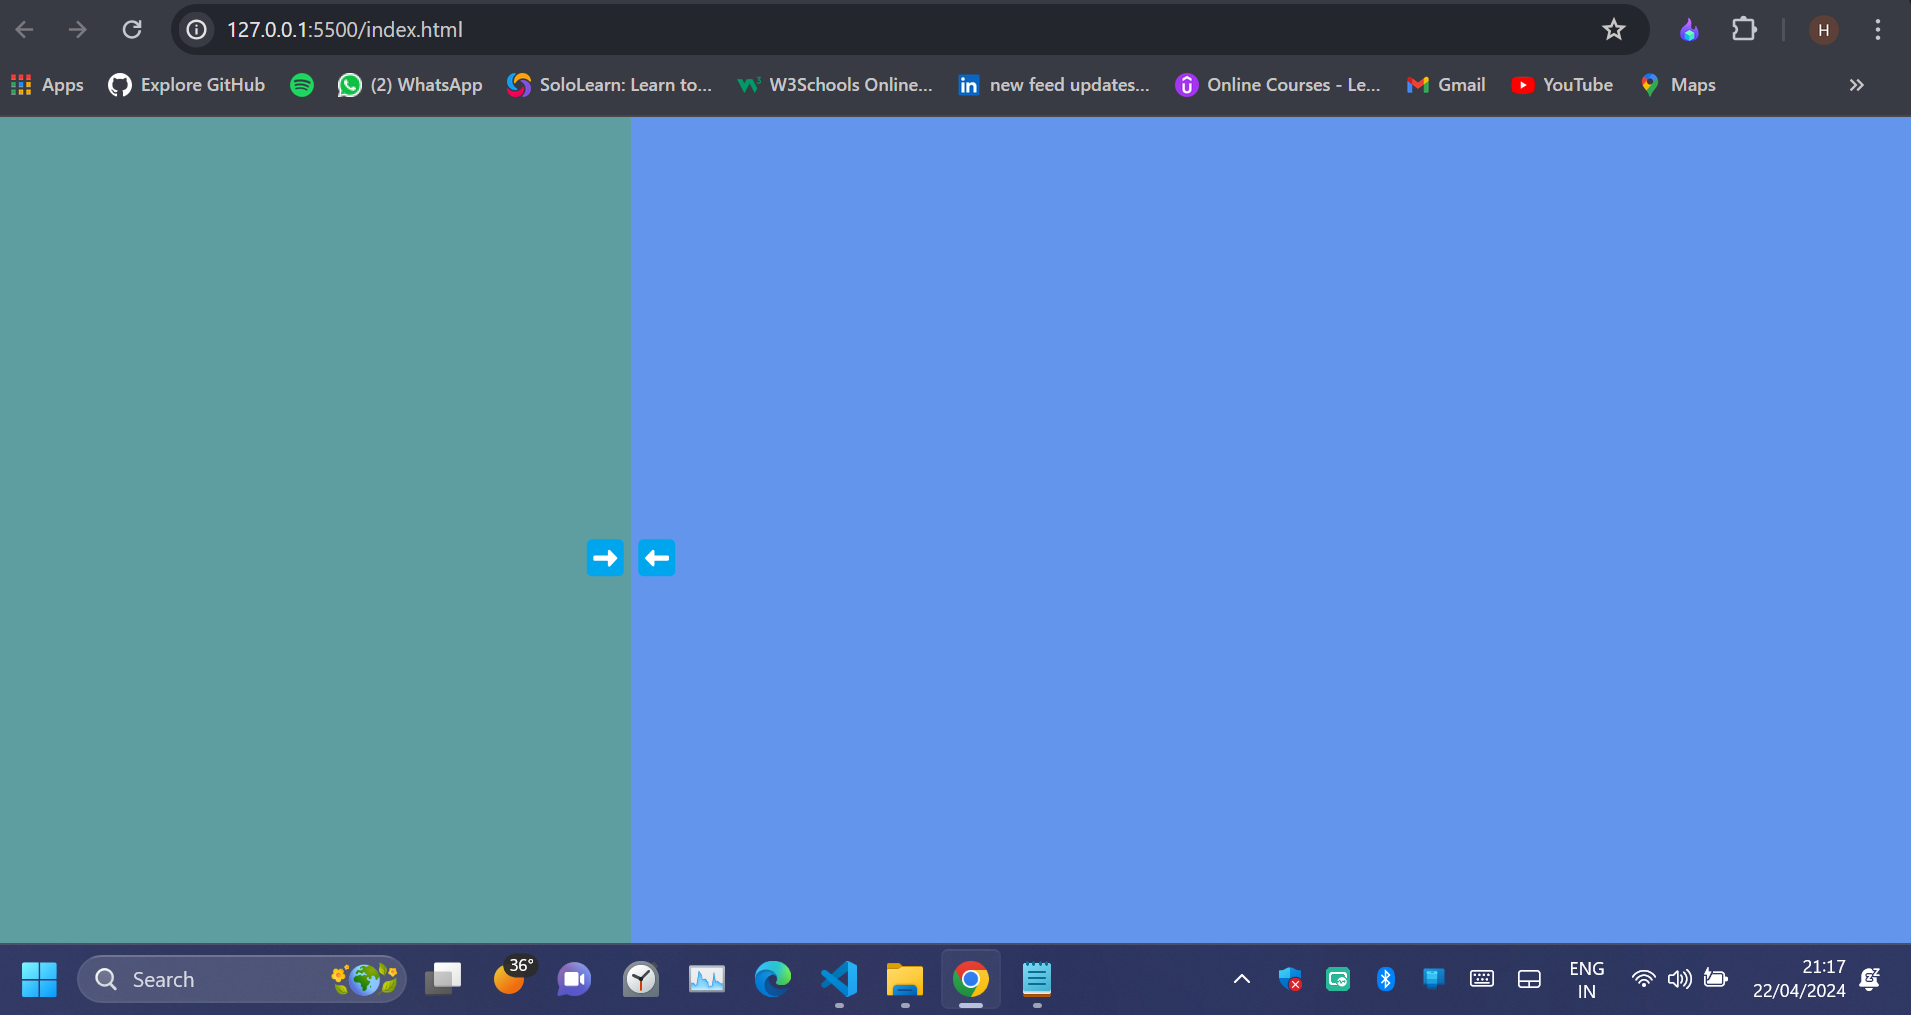 127.0.0.1:5500/index.html
H
Apps
Explore GitHub
(2) WhatsApp
SoloLearn: Learn to...
W3Schools Online...
new feed updates...
Online Courses - Le...
Gmail
YouTube
Maps
»
Search
36°
ENG
IN
21:17
22/04/2024